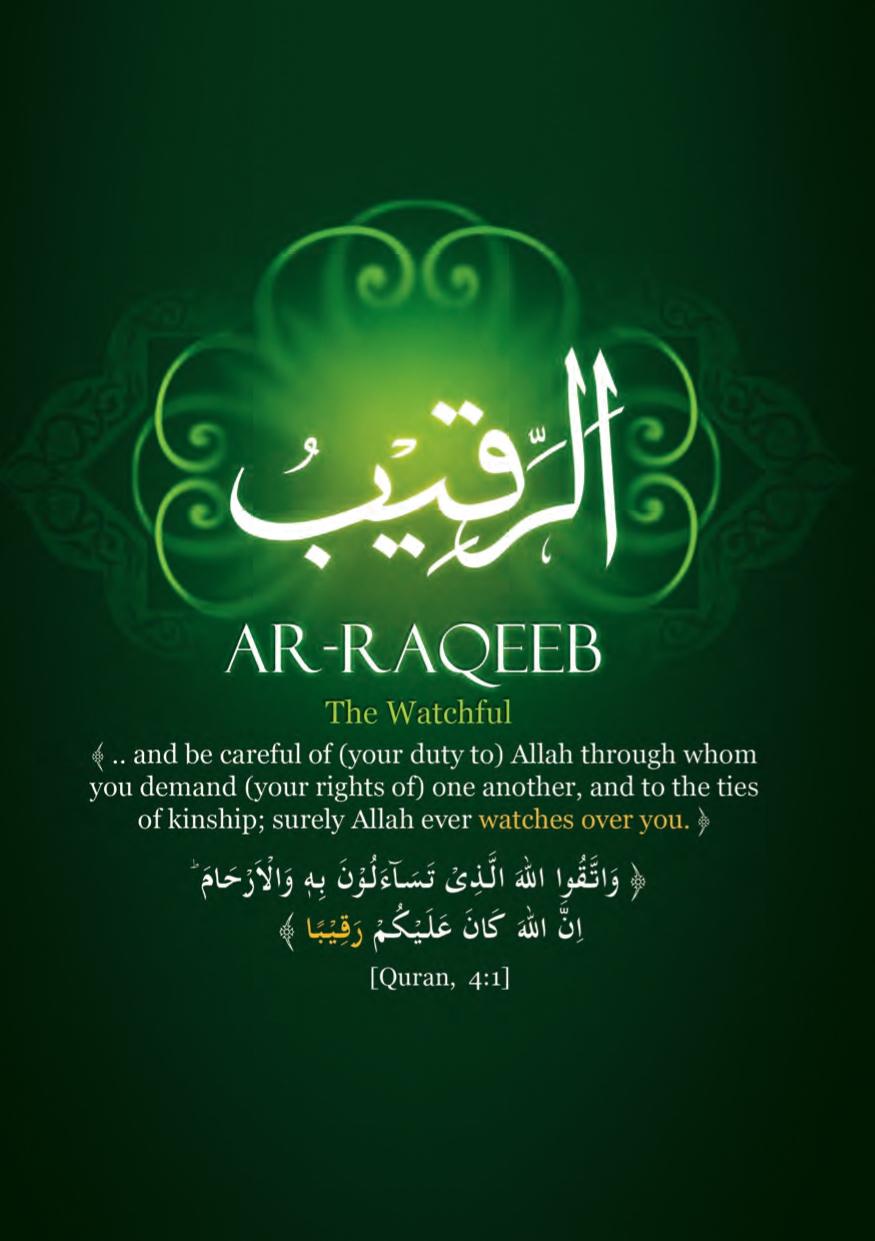 الرَّقِيْبُ
AR-RAQEEB
The Watchful
﴾ .. and be careful of (your duty to) Allah through whom
you demand (your rights of) one another, and to the ties
of kinship; surely Allah ever watches over you. ﴿
﴿ وَاتَّقُوا اللّٰهَ الَّذِىْ تَسَآءَلُوْنَ بِهٖ وَالْاَرْحَامَ ؕ
اِنَّ اللّٰهَ كَانَ عَلَيْكُمْ رَقِيْبًا ﴾
[Quran, 4:1]